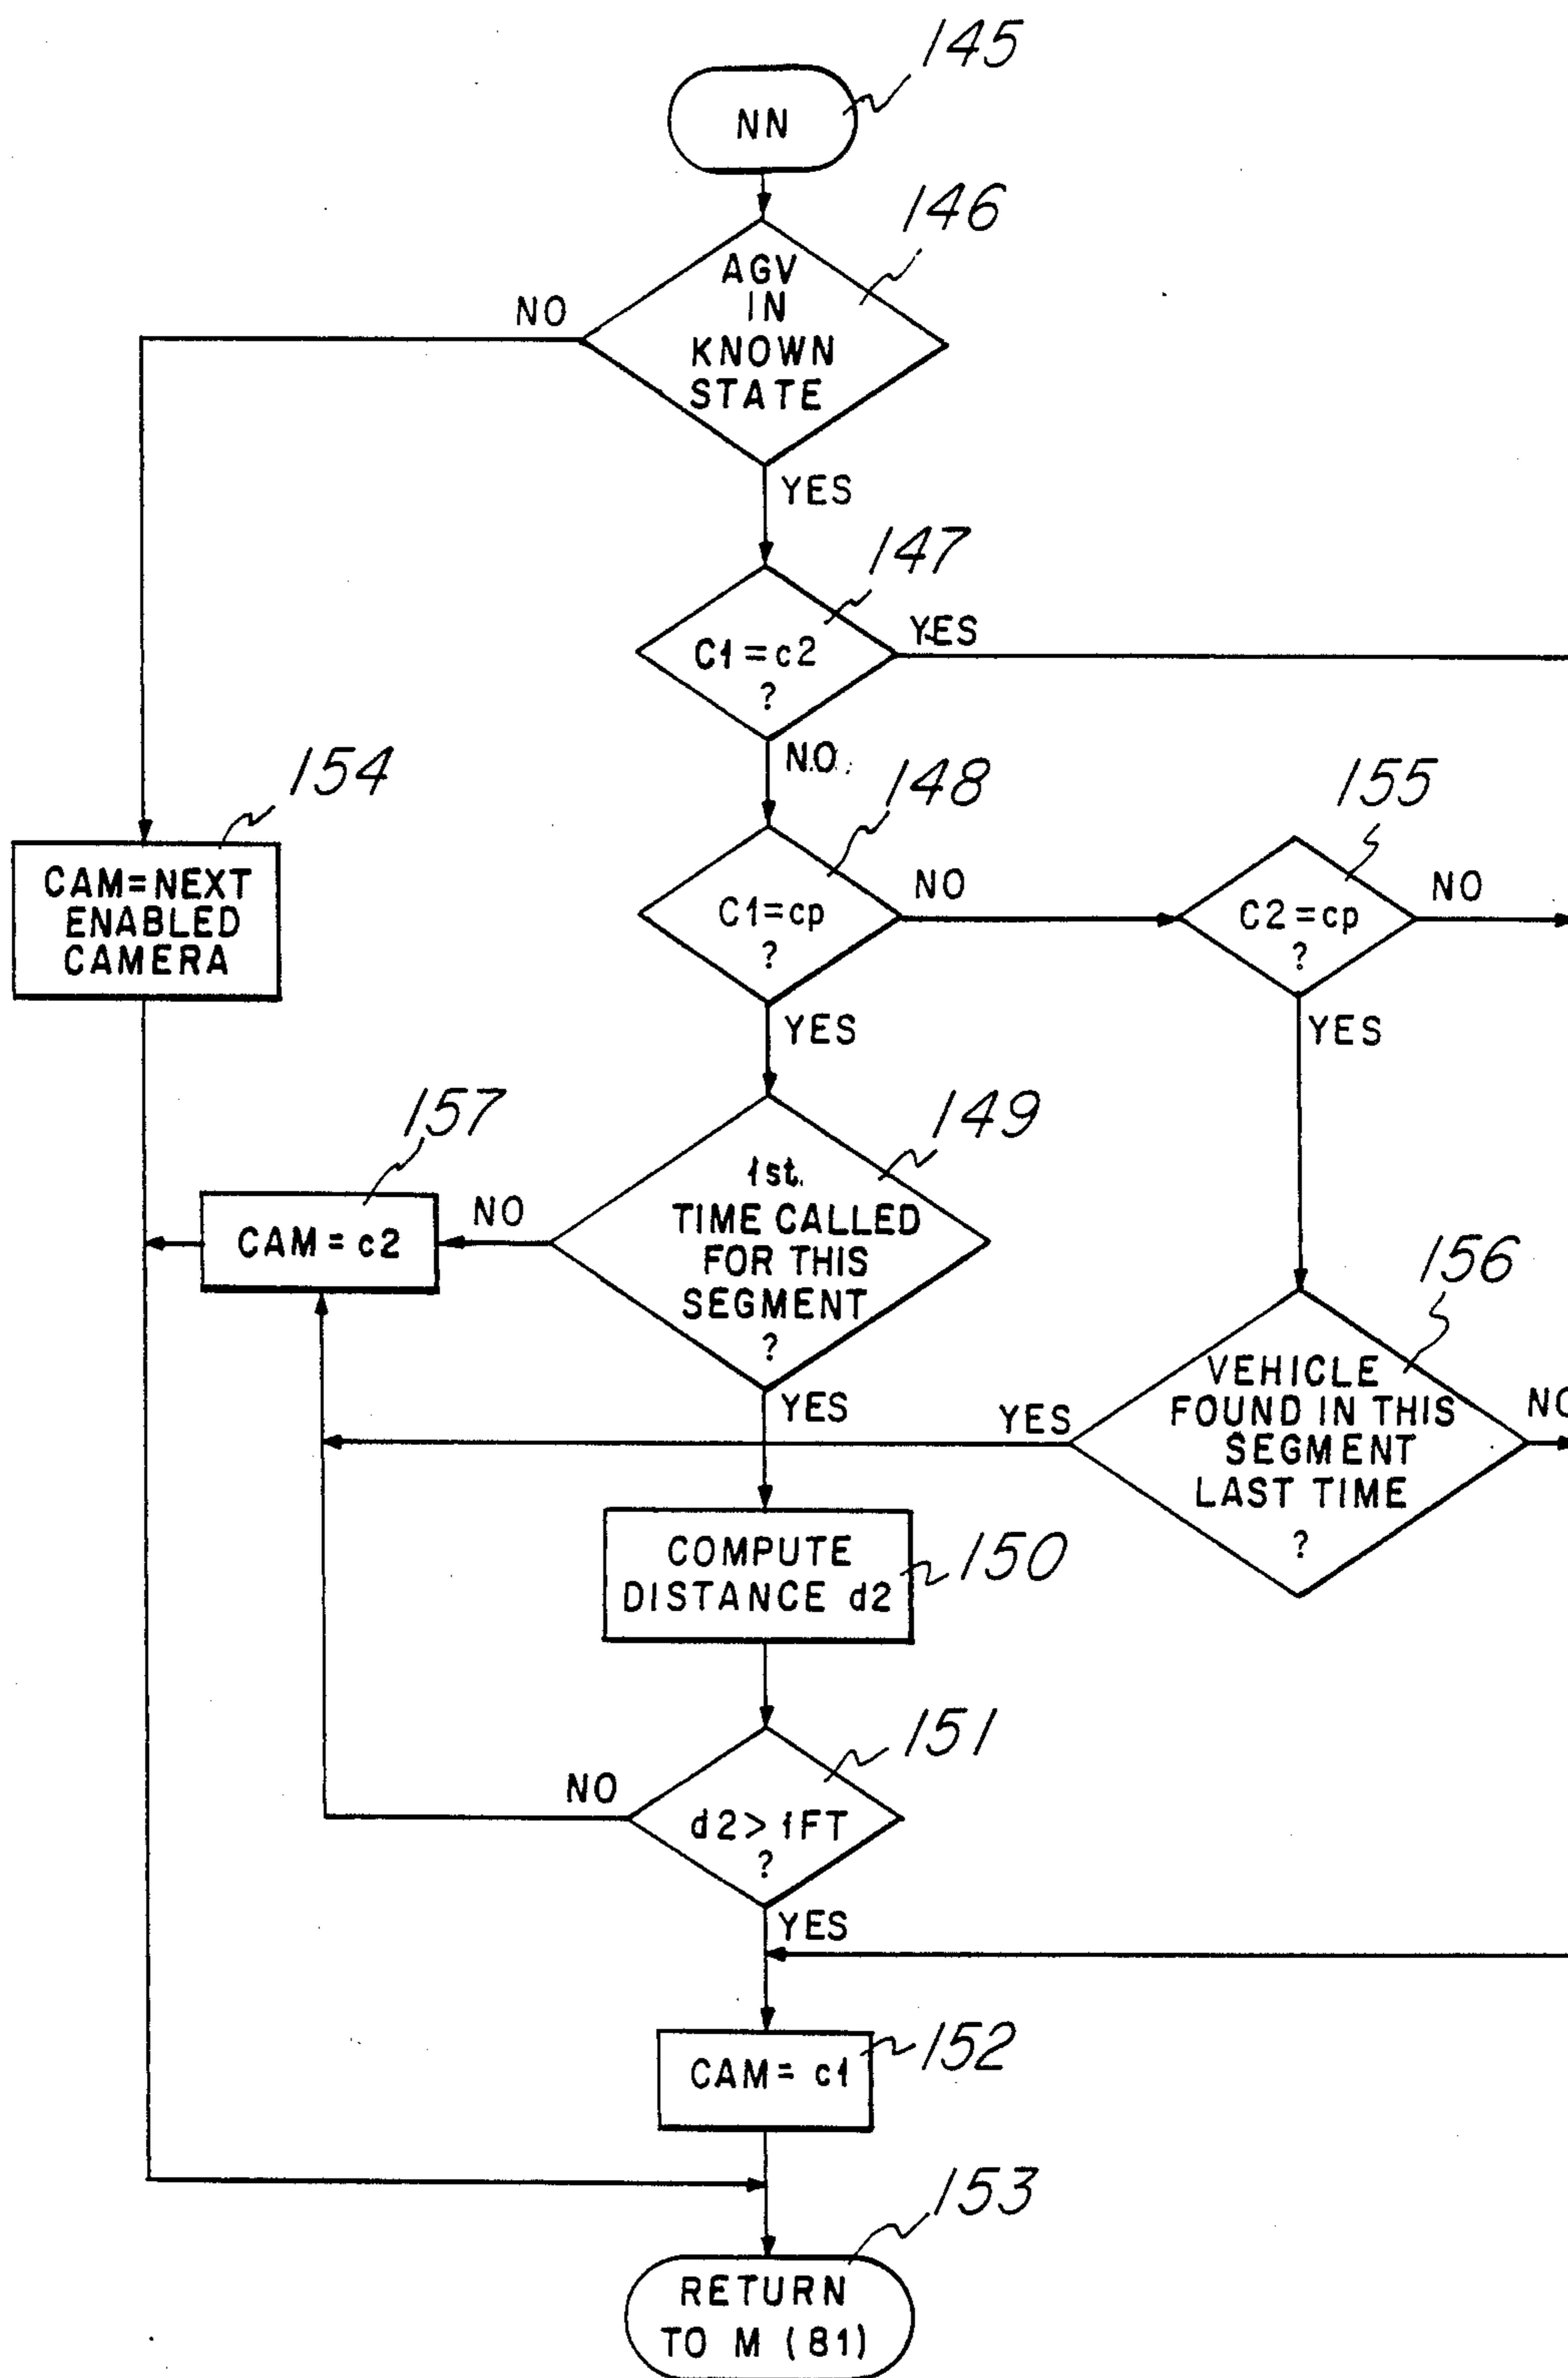 145
NN
146
AGV
IN
KNOWN
STATE
NO
YES
147
C1=c2
?
YES
NO
148
C1=cp
?
NO
155
C2=cp
?
NO
YES
YES
154
CAM=NEXT
ENABLED
CAMERA
149
1st.
TIME CALLED
FOR THIS
SEGMENT
?
NO
157
CAM = c2
YES
156
VEHICLE
FOUND IN THIS
SEGMENT
LAST TIME
?
YES
NO
COMPUTE
DISTANCE d2
150
151
d2> 1FT
?
NO
YES
CAM= c1
152
153
RETURN
TO M (81)